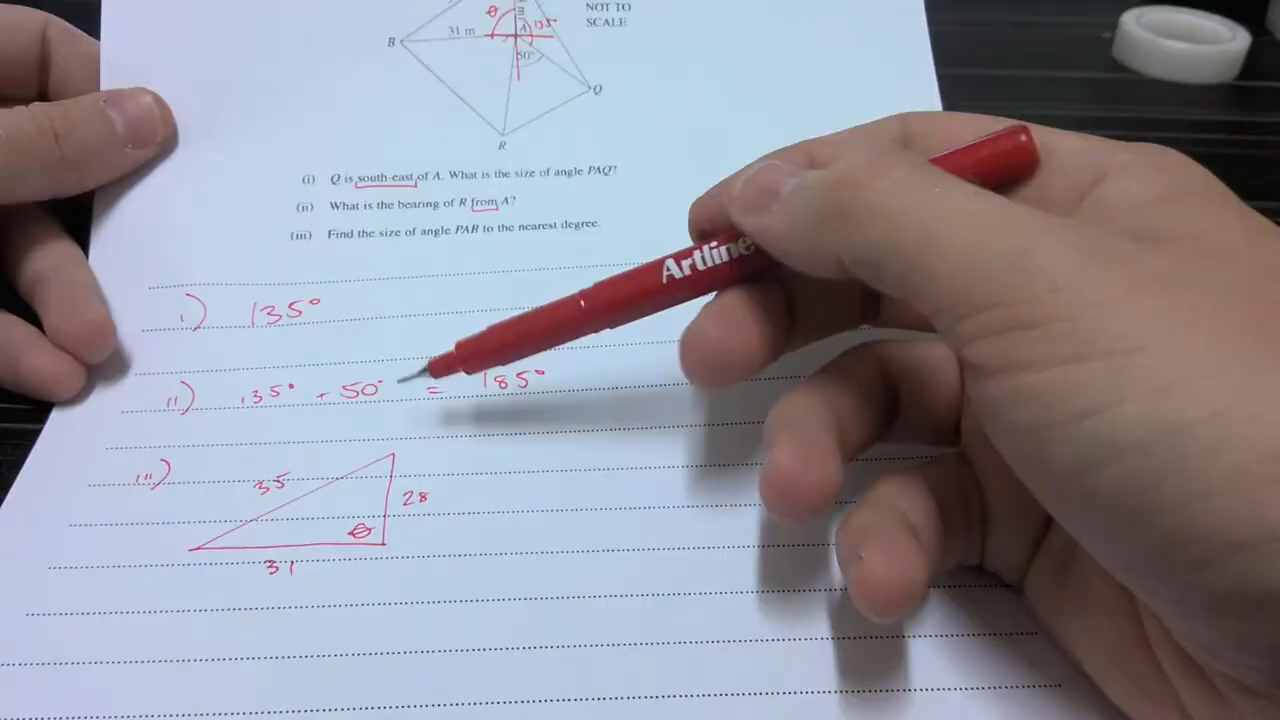 NOT TO
SCALE
θ
m
A
135°
31 m
B
50°
Q
R
(i) Q is south-east of A. What is the size of angle PAQ?
(ii) What is the bearing of R from A?
(iii) Find the size of angle PAB to the nearest degree.
i) 135°
ii) 135° + 50° = 185°
iii) 35
28
θ
31
Artline